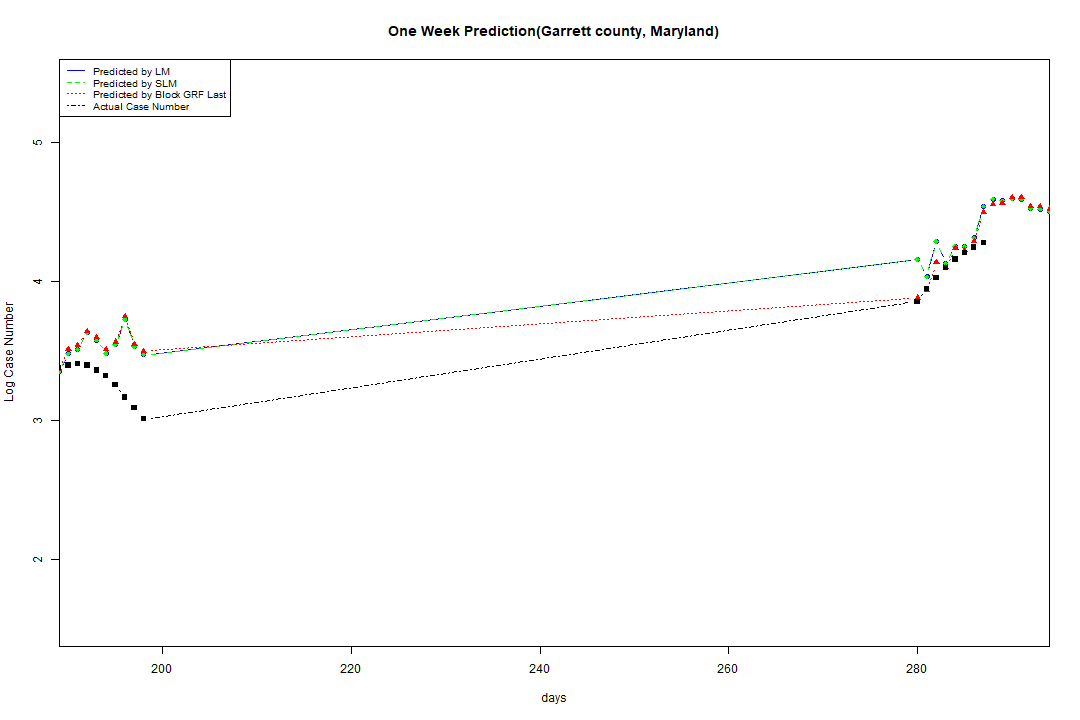 One Week Prediction(Garrett county, Maryland)
Predicted by LM
Predicted by SLM
Predicted by Block GRF Last
Actual Case Number
5
4
3
2
Log Case Number
200 220 240 260 280
days